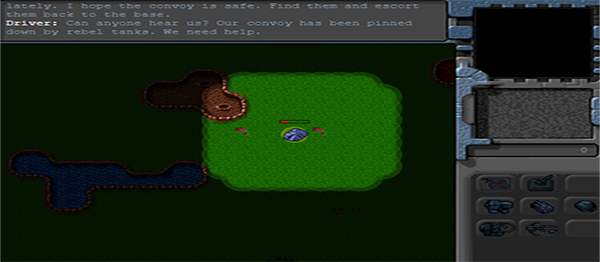 lately. I hope the convoy is safe. Find them and escort
them back to the base.
Driver: Can anyone hear us? Our convoy has been pinned
down by rebel tanks. We need help.